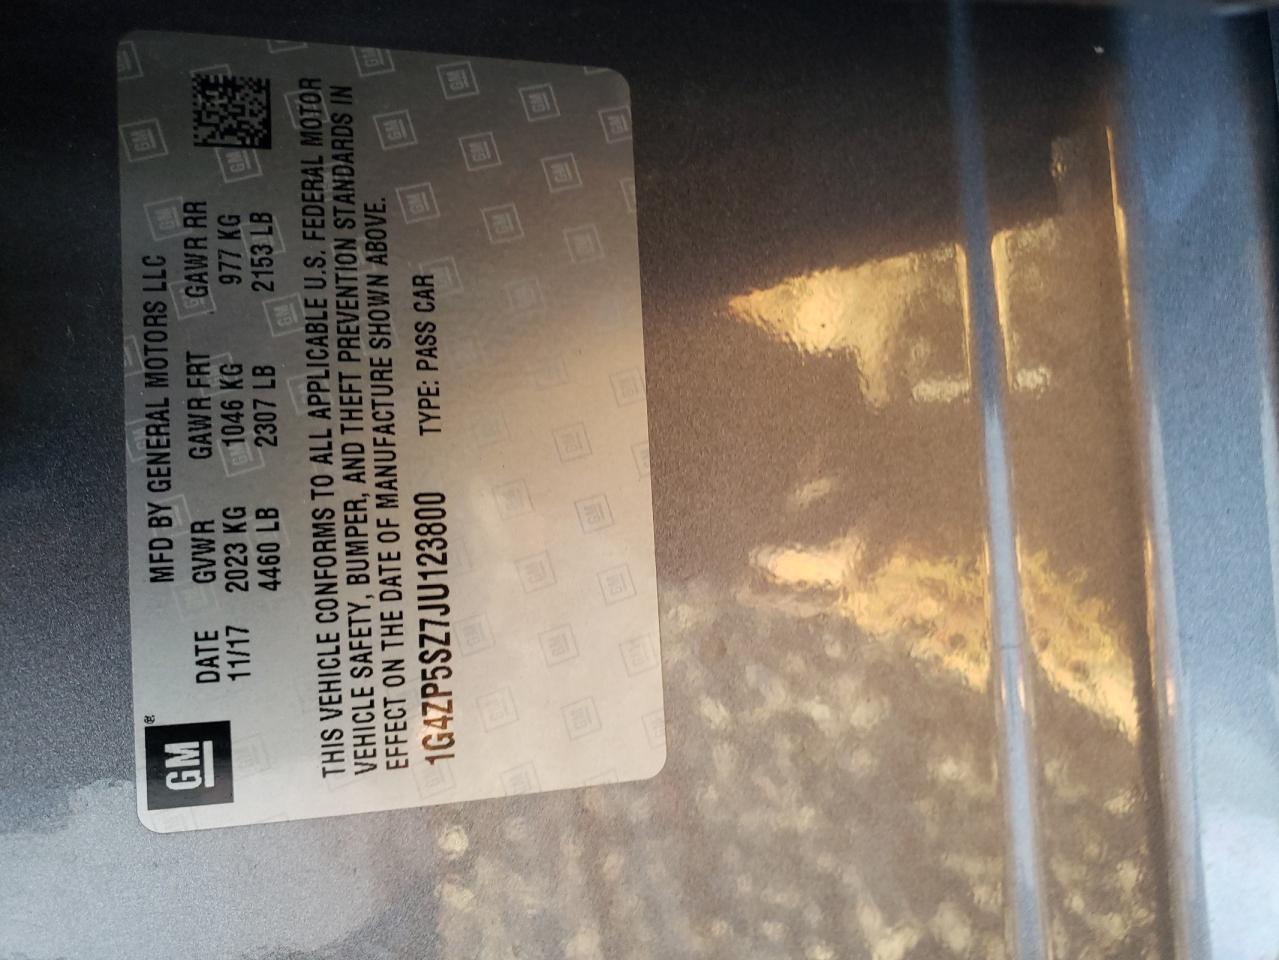 GM ®
MFD BY GENERAL MOTORS LLC
DATE GVWR GAWR FRT GAWR RR
11/17 2023 KG 1046 KG 977 KG
4460 LB 2307 LB 2153 LB
THIS VEHICLE CONFORMS TO ALL APPLICABLE U.S. FEDERAL MOTOR
VEHICLE SAFETY, BUMPER, AND THEFT PREVENTION STANDARDS IN
EFFECT ON THE DATE OF MANUFACTURE SHOWN ABOVE.
1G4ZP5SZ7JU123800 TYPE: PASS CAR